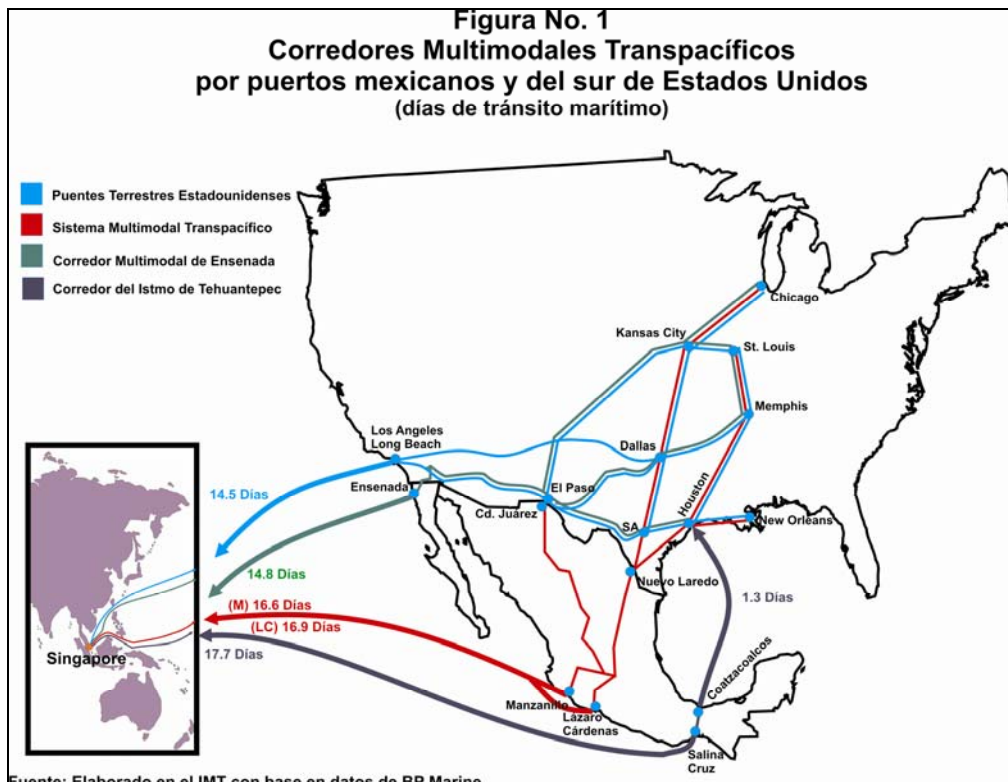 Figura No. 1
Corredores Multimodales Transpacíficos
por puertos mexicanos y del sur de Estados Unidos
(días de tránsito marítimo)
Puentes Terrestres Estadounidenses
Sistema Multimodal Transpacífico
Corredor Multimodal de Ensenada
Corredor del Istmo de Tehuantepec
Chicago
Kansas City
St. Louis
Memphis
Los Angeles
Long Beach
Dallas
Ensenada
El Paso
Houston
Cd. Juárez
SA
New Orleans
14.5 Días
Nuevo Laredo
14.8 Días
1.3 Días
(M) 16.6 Días
(LC) 16.9 Días
17.7 Días
Singapore
Coatzacoalcos
Manzanillo
Lázaro
Cárdenas
Salina
Cruz
Fuente: Elaborado en el IMT con base en datos de BP Marine